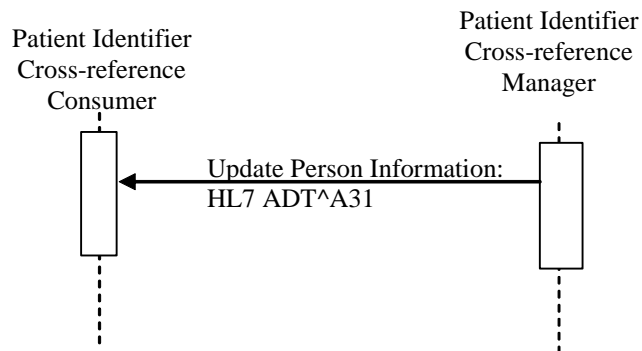 Patient Identifier
Cross-reference
Consumer
Patient Identifier
Cross-reference
Manager
Update Person Information:
HL7 ADT^A31